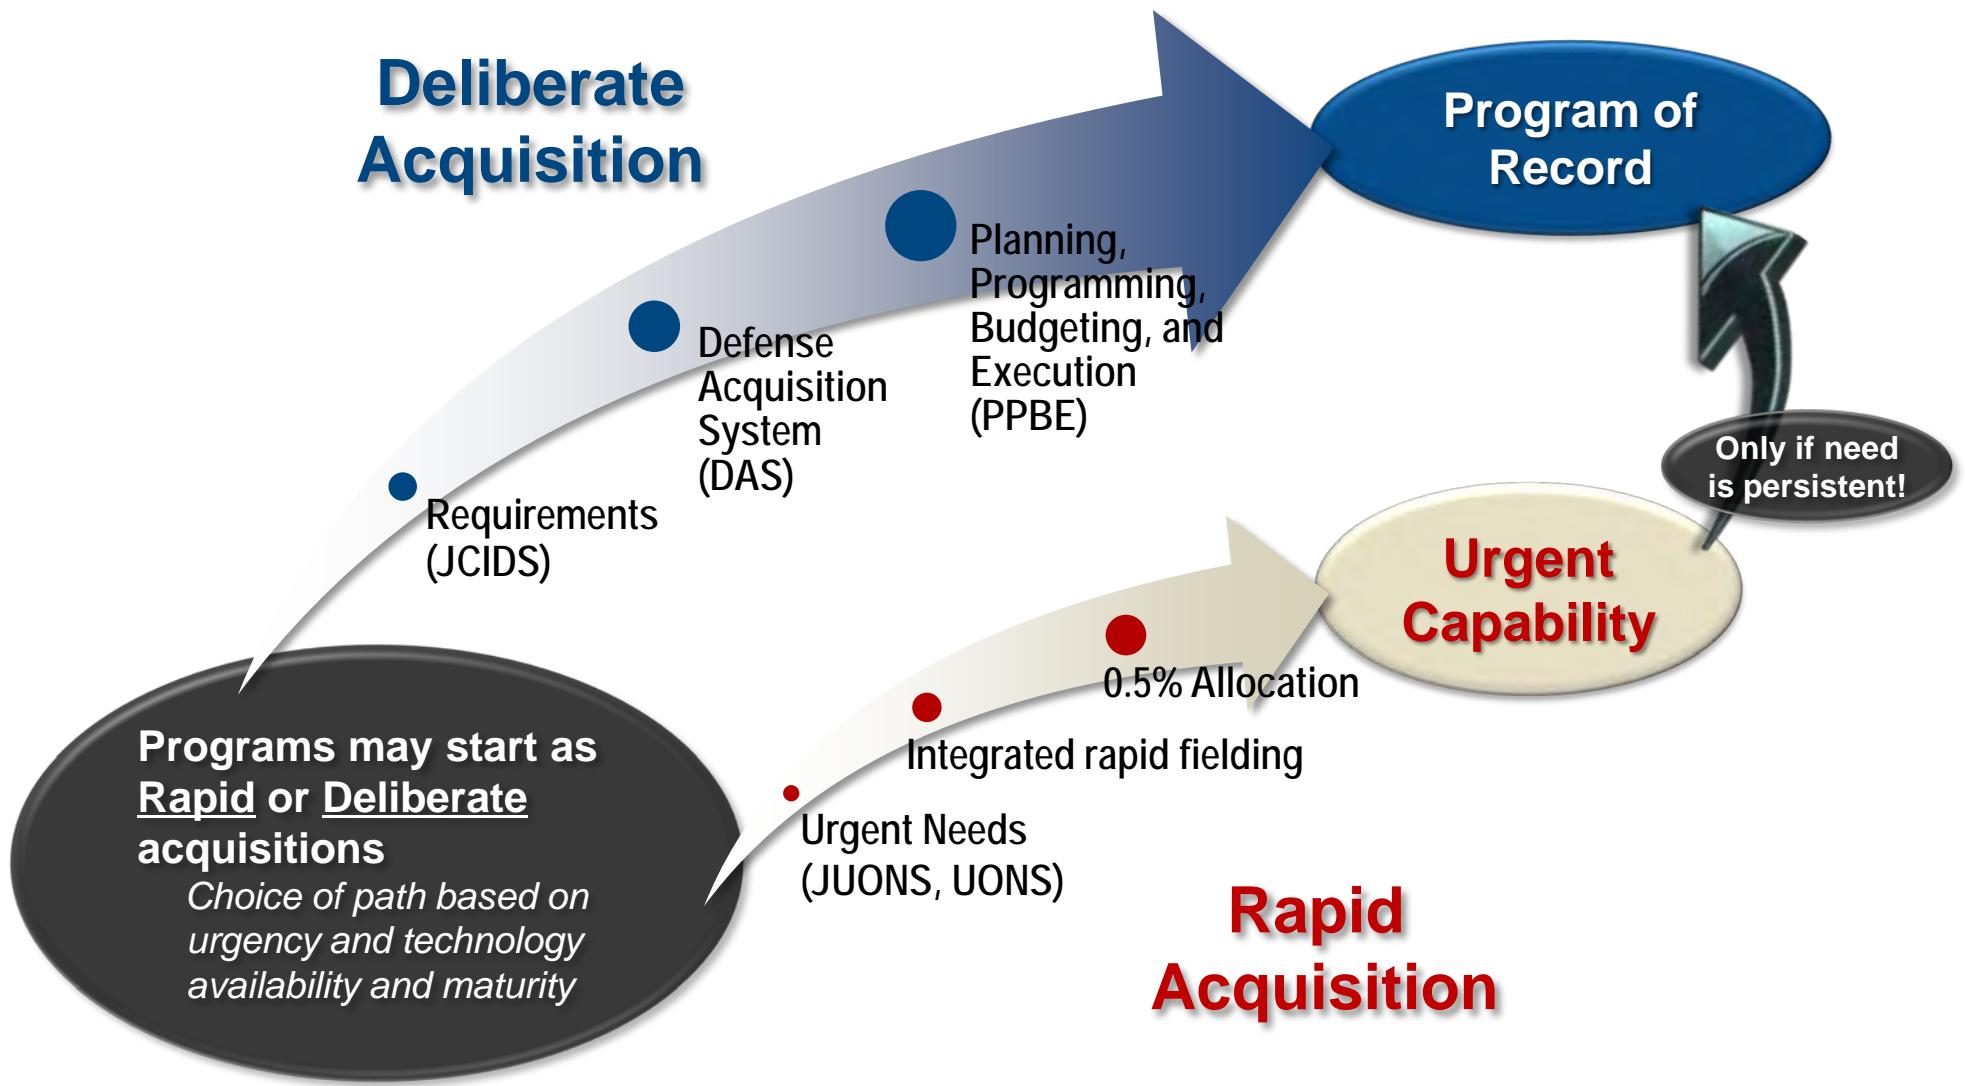 Deliberate
Acquisition
Program of
Record
Planning,
Programming,
Budgeting, and
Execution
(PPBE)
Defense
Acquisition
System
(DAS)
Requirements
(JCIDS)
Only if need
is persistent!
Urgent
Capability
0.5% Allocation
Integrated rapid fielding
Urgent Needs
(JUONS, UONS)
Programs may start as
Rapid or Deliberate
acquisitions
Choice of path based on
urgency and technology
availability and maturity
Rapid
Acquisition